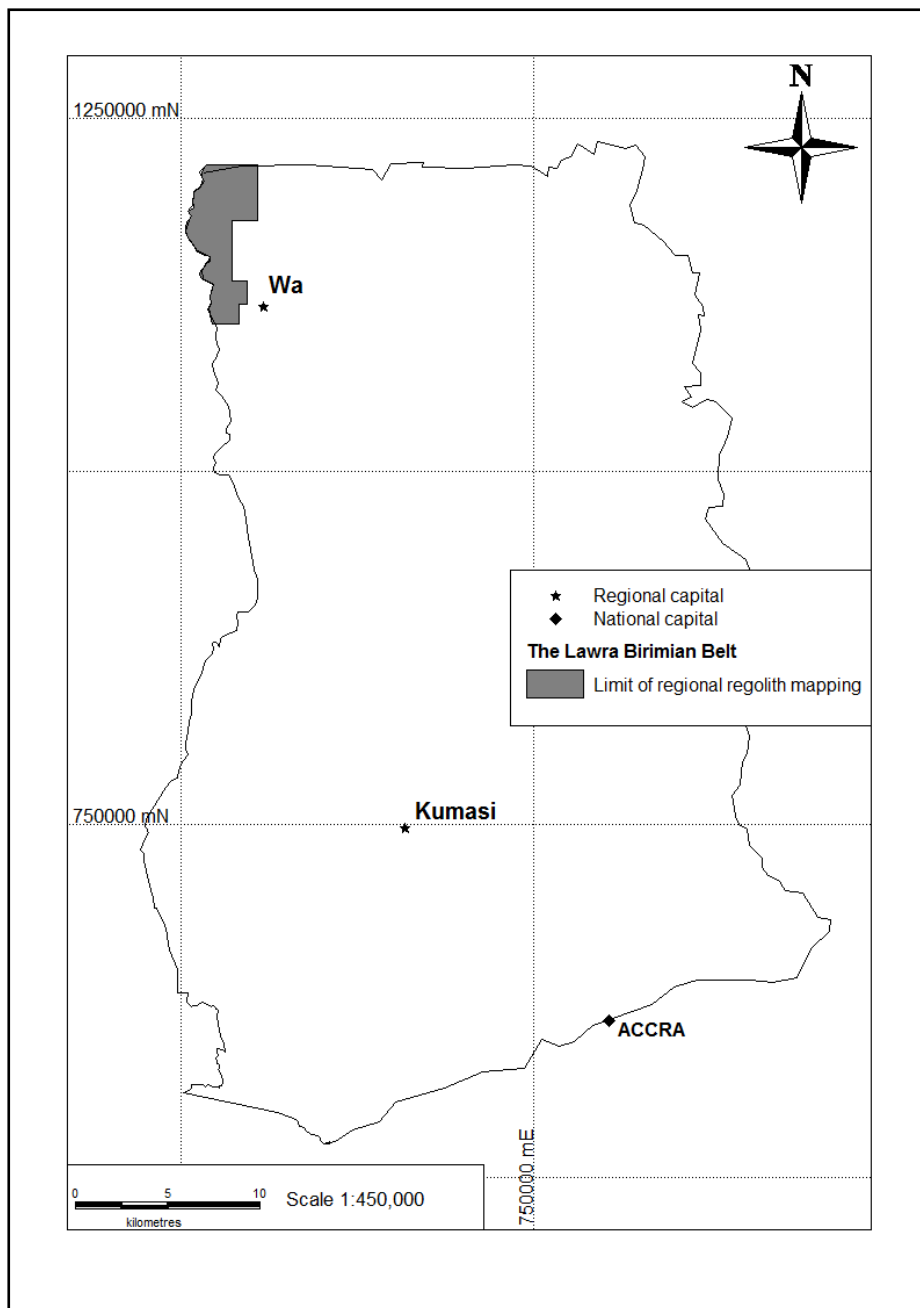 N
1250000 mN
Wa
Regional capital
National capital
The Lawra Birimian Belt
Limit of regional regolith mapping
750000 mN
Kumasi
ACCRA
750000 mE
0 5 10
Scale 1:450,000
kilometres